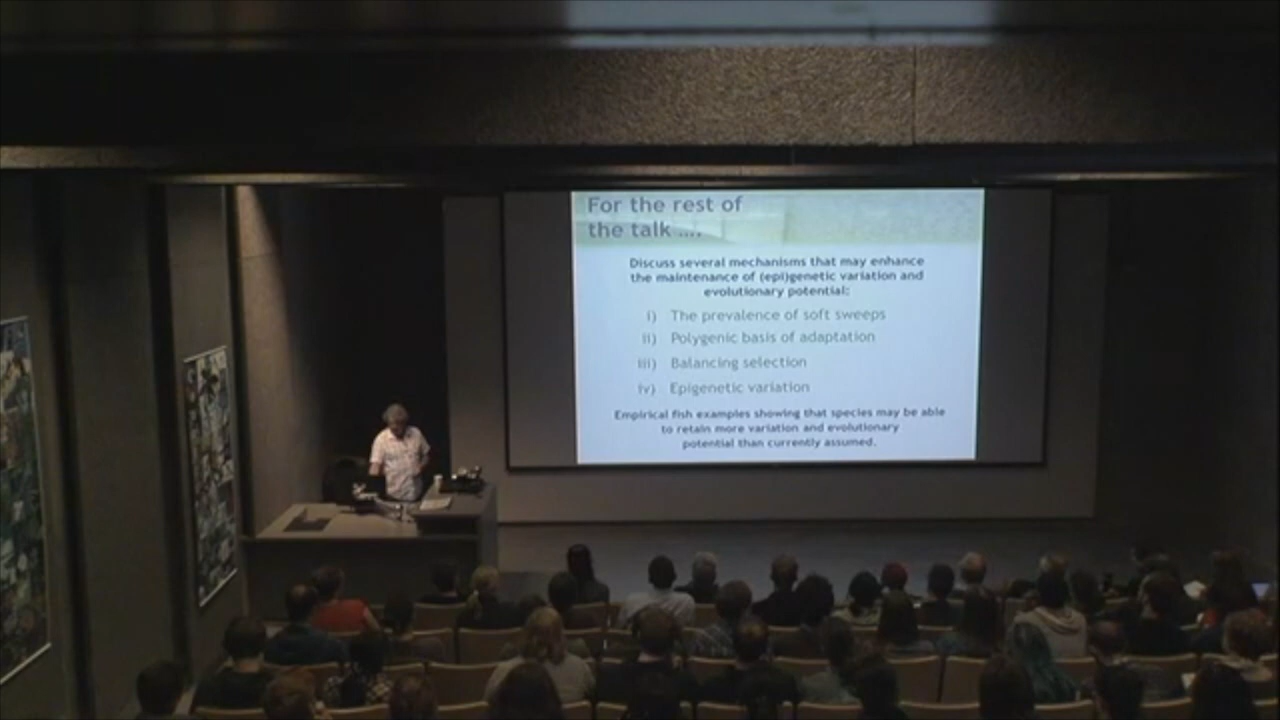 For the rest of
the talk ....
Discuss several mechanisms that may enhance
the maintenance of (epi)genetic variation and
evolutionary potential:
i) The prevalence of soft sweeps
ii) Polygenic basis of adaptation
iii) Balancing selection
iv) Epigenetic variation
Empirical fish examples showing that species may be able
to retain more variation and evolutionary
potential than currently assumed.